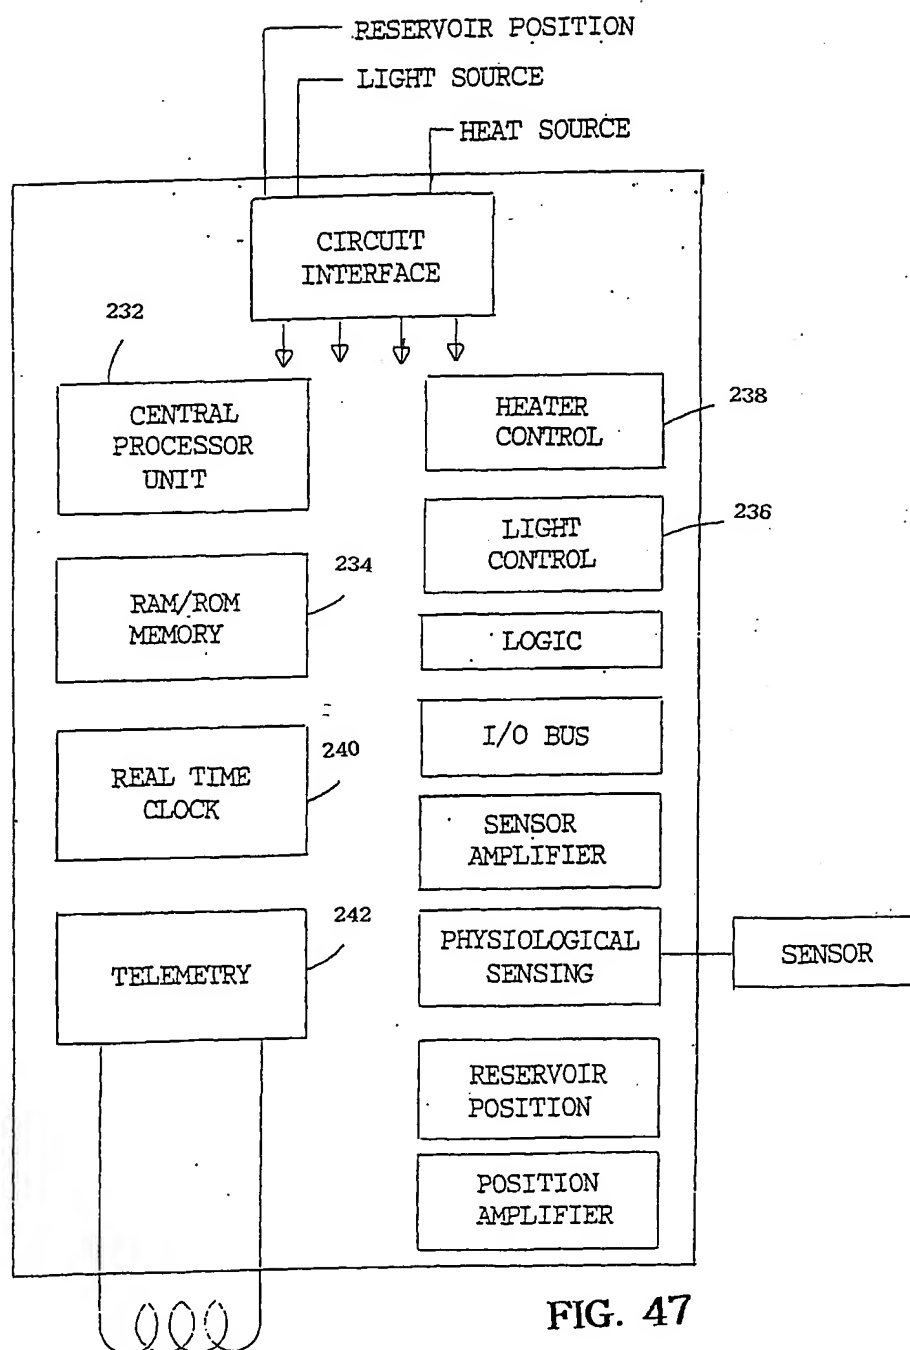 RESERVOIR POSITION
LIGHT SOURCE
HEAT SOURCE
CIRCUIT
INTERFACE
232
CENTRAL
PROCESSOR
UNIT
HEATER
CONTROL
238
LIGHT
CONTROL
236
RAM/ROM
MEMORY
234
LOGIC
I/O BUS
REAL TIME
CLOCK
240
SENSOR
AMPLIFIER
TELEMETRY
242
PHYSIOLOGICAL
SENSING
SENSOR
RESERVOIR
POSITION
POSITION
AMPLIFIER
FIG. 47